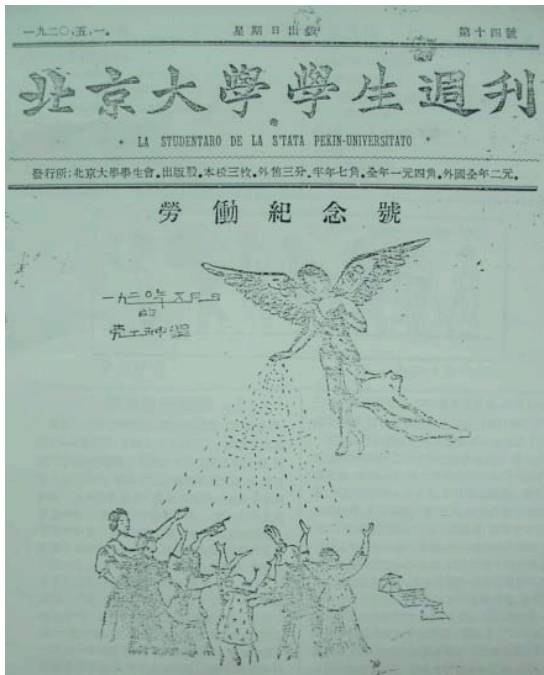 一九二〇,五,一。 星期日出版 第十四號
北京大學學生週刊
LA STUDENTARO DE LA S'TATA PEKIN-UNIVERSITATO
發行所:北京大學學生會。出版股。本校三枚。外售三分。半年七角。全年一元四角。外國全年二元。
勞働紀念號
一九二〇年五月一日
的
勞工神聖